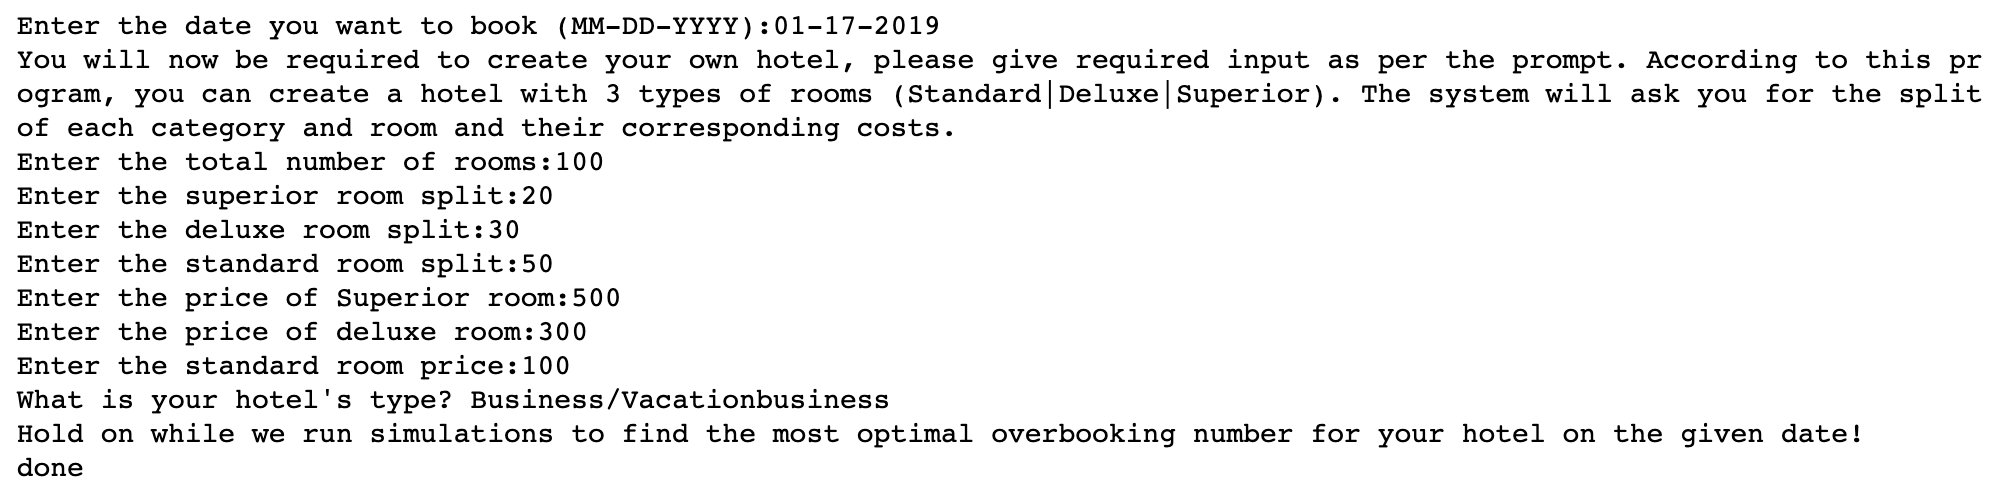 Enter the date you want to book (MM-DD-YYYY):01-17-2019
You will now be required to create your own hotel, please give required input as per the prompt. According to this pr
ogram, you can create a hotel with 3 types of rooms (Standard|Deluxe|Superior). The system will ask you for the split
of each category and room and their corresponding costs.
Enter the total number of rooms:100
Enter the superior room split:20
Enter the deluxe room split:30
Enter the standard room split:50
Enter the price of Superior room:500
Enter the price of deluxe room:300
Enter the standard room price:100
What is your hotel's type? Business/Vacationbusiness
Hold on while we run simulations to find the most optimal overbooking number for your hotel on the given date!
done